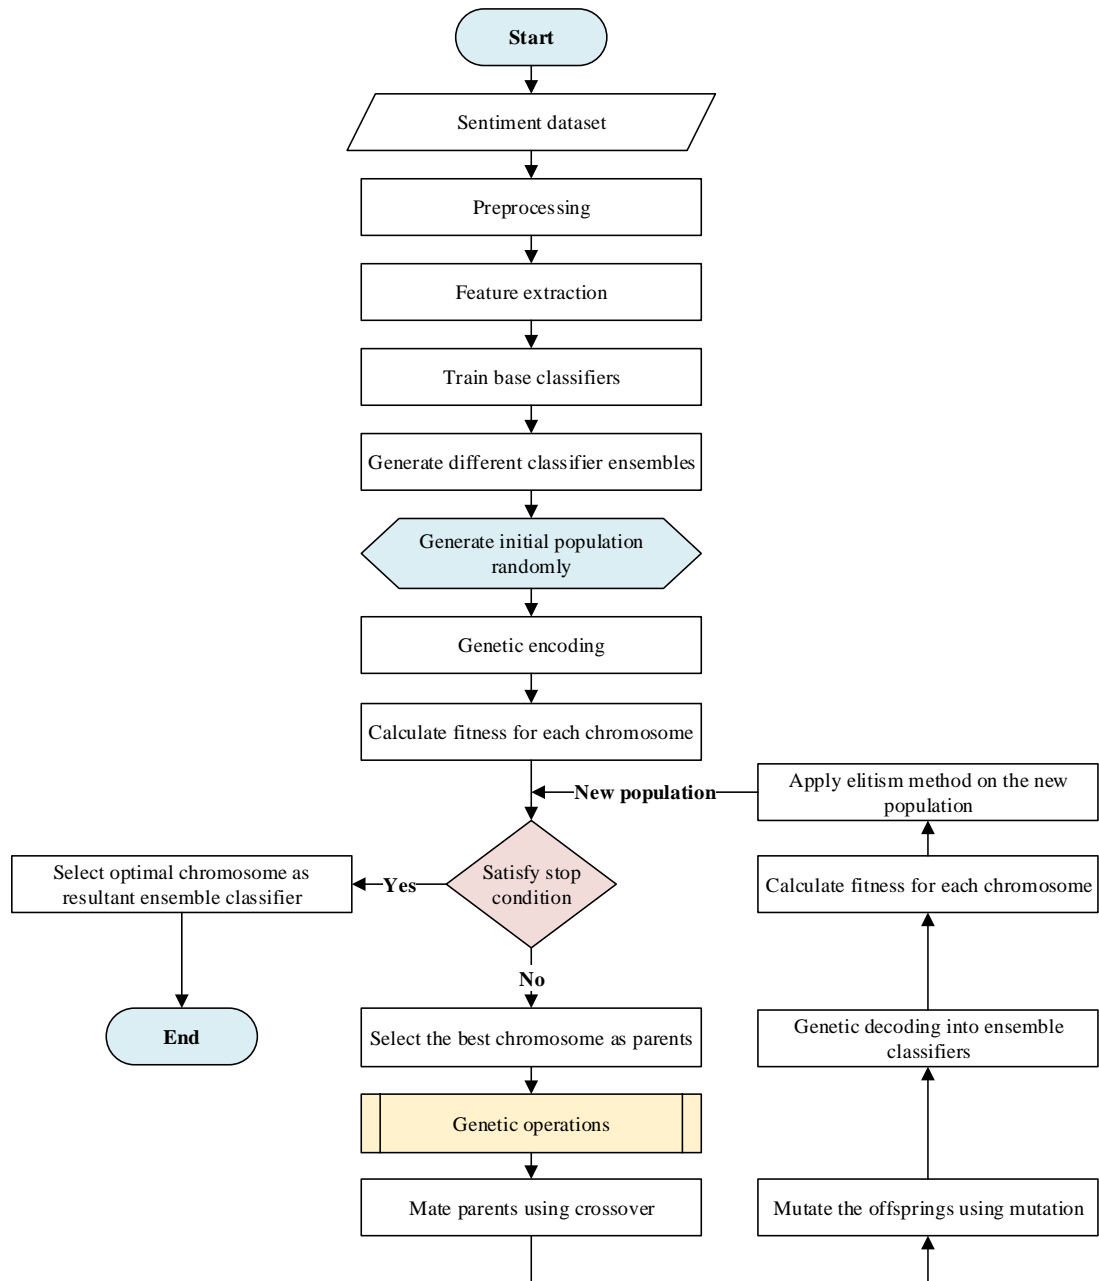 Start
Sentiment dataset
Preprocessing
Feature extraction
Train base classifiers
Generate different classifier ensembles
Generate initial population
randomly
Genetic encoding
Calculate fitness for each chromosome
New population
Apply elitism method on the new
population
Satisfy stop
condition
Yes
Select optimal chromosome as
resultant ensemble classifier
End
Calculate fitness for each chromosome
No
Select the best chromosome as parents
Genetic decoding into ensemble
classifiers
Genetic operations
Mate parents using crossover
Mutate the offsprings using mutation